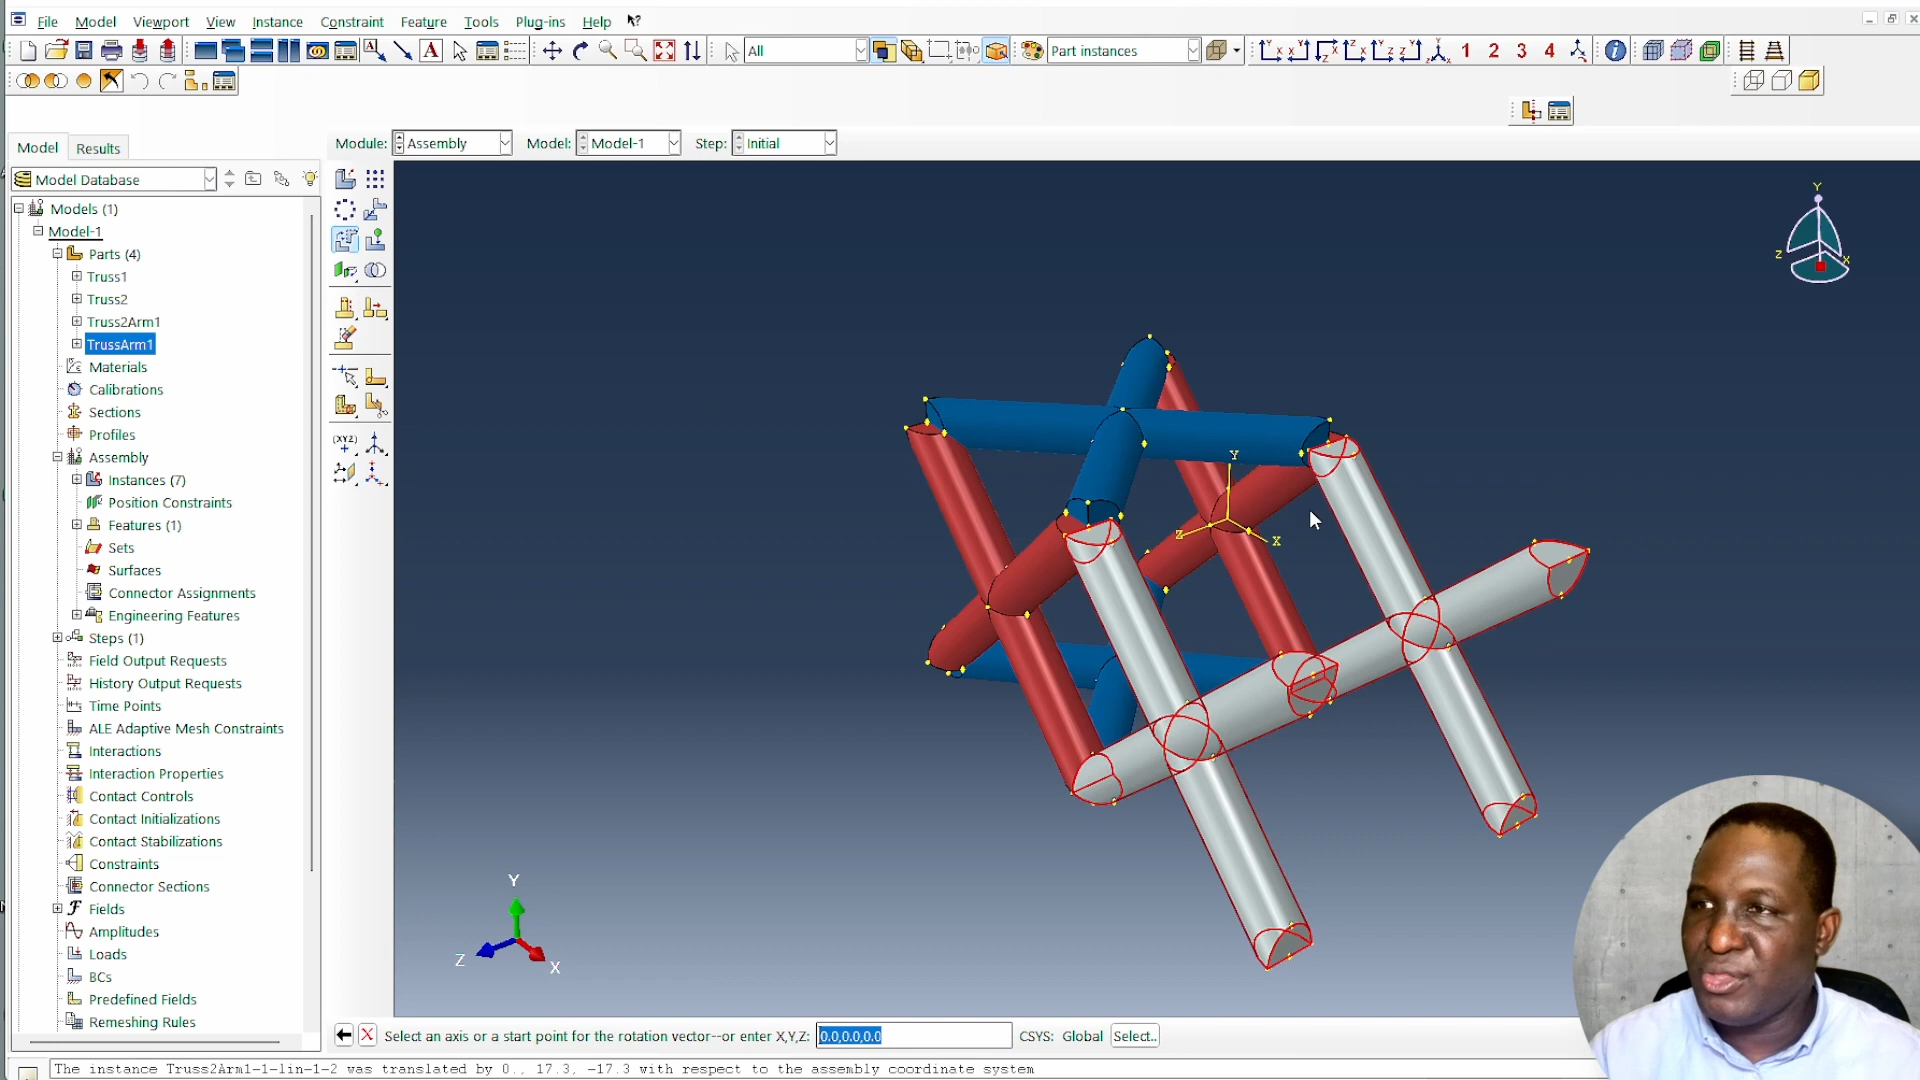 File Model Viewport View Instance Constraint Feature Tools Plug-ins Help
All Part instances 1 2 3 4
Model Results
Module: Assembly Model: Model-1 Step: Initial
Model Database
Models (1)
Model-1
Parts (4)
Truss1
Truss2
Truss2Arm1
TrussArm1
Materials
Calibrations
Sections
Profiles
Assembly
Instances (7)
Position Constraints
Features (1)
Sets
Surfaces
Connector Assignments
Engineering Features
Steps (1)
Field Output Requests
History Output Requests
Time Points
ALE Adaptive Mesh Constraints
Interactions
Interaction Properties
Contact Controls
Contact Initializations
Contact Stabilizations
Constraints
Connector Sections
Fields
Amplitudes
Loads
BCs
Predefined Fields
Remeshing Rules
(XYZ)
Y
Z X
Y
Z X
Y
Z X
Select an axis or a start point for the rotation vector--or enter X,Y,Z: 0.0,0.0,0.0 CSYS: Global Select..
The instance Truss2Arm1-1-lin-1-2 was translated by 0., 17.3, -17.3 with respect to the assembly coordinate system